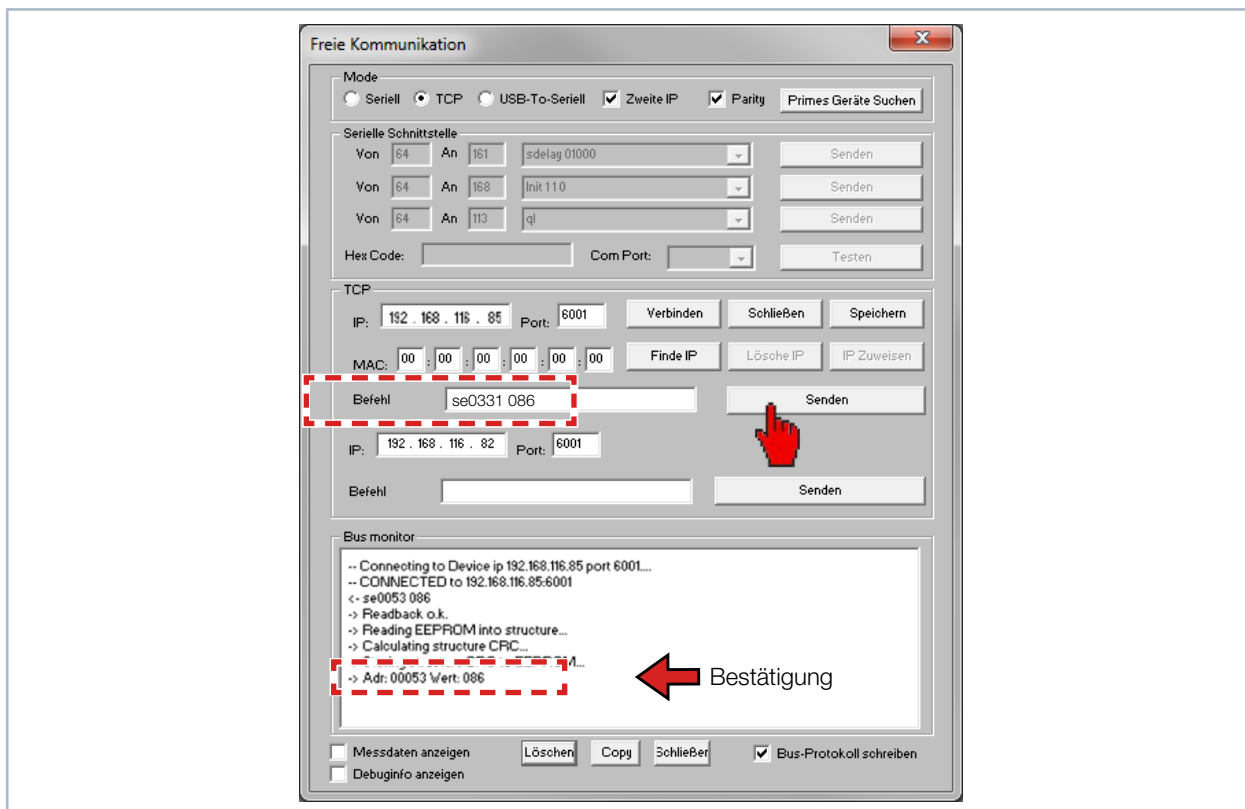 Freie Kommunikation
Mode
Seriell TCP USB-To-Seriell Zweite IP Parity Primes Geräte Suchen
Serielle Schnittstelle
Von 64 An 161 sdelay 01000 Senden
Von 64 An 168 Init 110 Senden
Von 64 An 113 ql Senden
Hex Code: Com Port: Testen
TCP
IP: 192 . 168 . 116 . 85 Port: 6001 Verbinden Schließen Speichern
MAC: 00 : 00 : 00 : 00 : 00 : 00 Finde IP Lösche IP IP Zuweisen
Befehl se0331 086 Senden
IP: 192 . 168 . 116 . 82 Port: 6001
Befehl Senden
Bus monitor
-- Connecting to Device ip 192.168.116.85 port 6001....
-- CONNECTED to 192.168.116.85:6001
<- se0053 086
-> Readback o.k.
-> Reading EEPROM into structure...
-> Calculating structure CRC...
-> Adr: 00053 Wert: 086
Bestätigung
Messdaten anzeigen Löschen Copy Schließer Bus-Protokoll schreiben
Debuginfo anzeigen